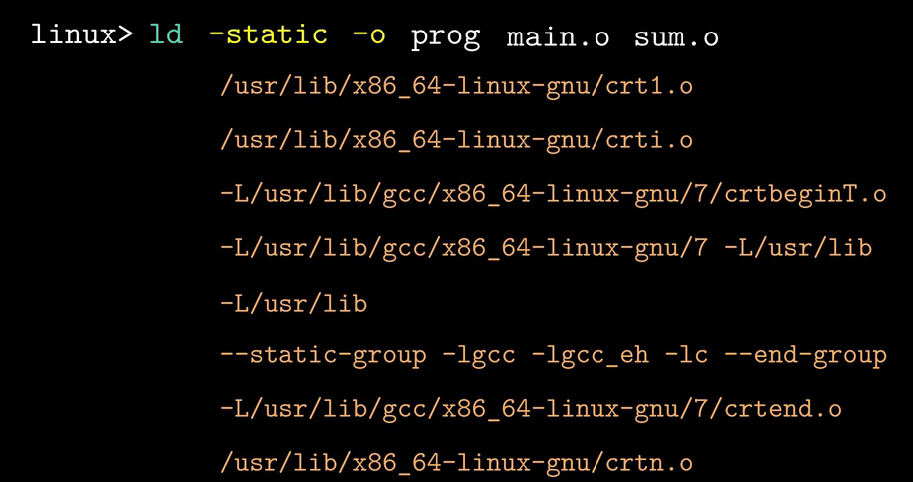 linux> ld -static -o prog main.o sum.o
/usr/lib/x86_64-linux-gnu/crt1.o
/usr/lib/x86_64-linux-gnu/crti.o
-L/usr/lib/gcc/x86_64-linux-gnu/7/crtbeginT.o
-L/usr/lib/gcc/x86_64-linux-gnu/7 -L/usr/lib
-L/usr/lib
--static-group -lgcc -lgcc_eh -lc --end-group
-L/usr/lib/gcc/x86_64-linux-gnu/7/crtend.o
/usr/lib/x86_64-linux-gnu/crtn.o